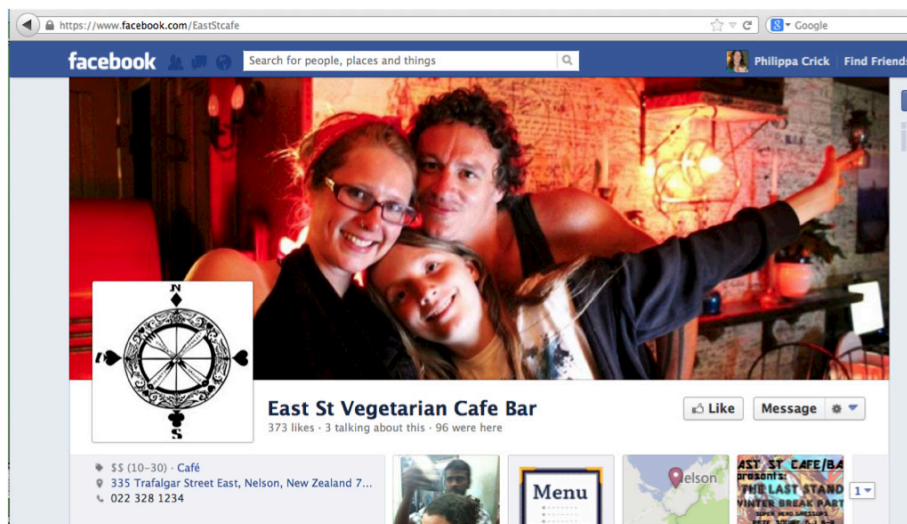 https://www.facebook.com/EastStcafe
Google
facebook
Search for people, places and things
Philippa Crick
Find Friends
N
S
East St Vegetarian Cafe Bar
373 likes · 3 talking about this · 96 were here
Like
Message
$$ (10-30) · Café
335 Trafalgar Street East, Nelson, New Zealand 7...
022 328 1234
Menu
Nelson
AST ST CAFE/BA
presents:
THE LAST STAND
WINTER BREAK PART
1